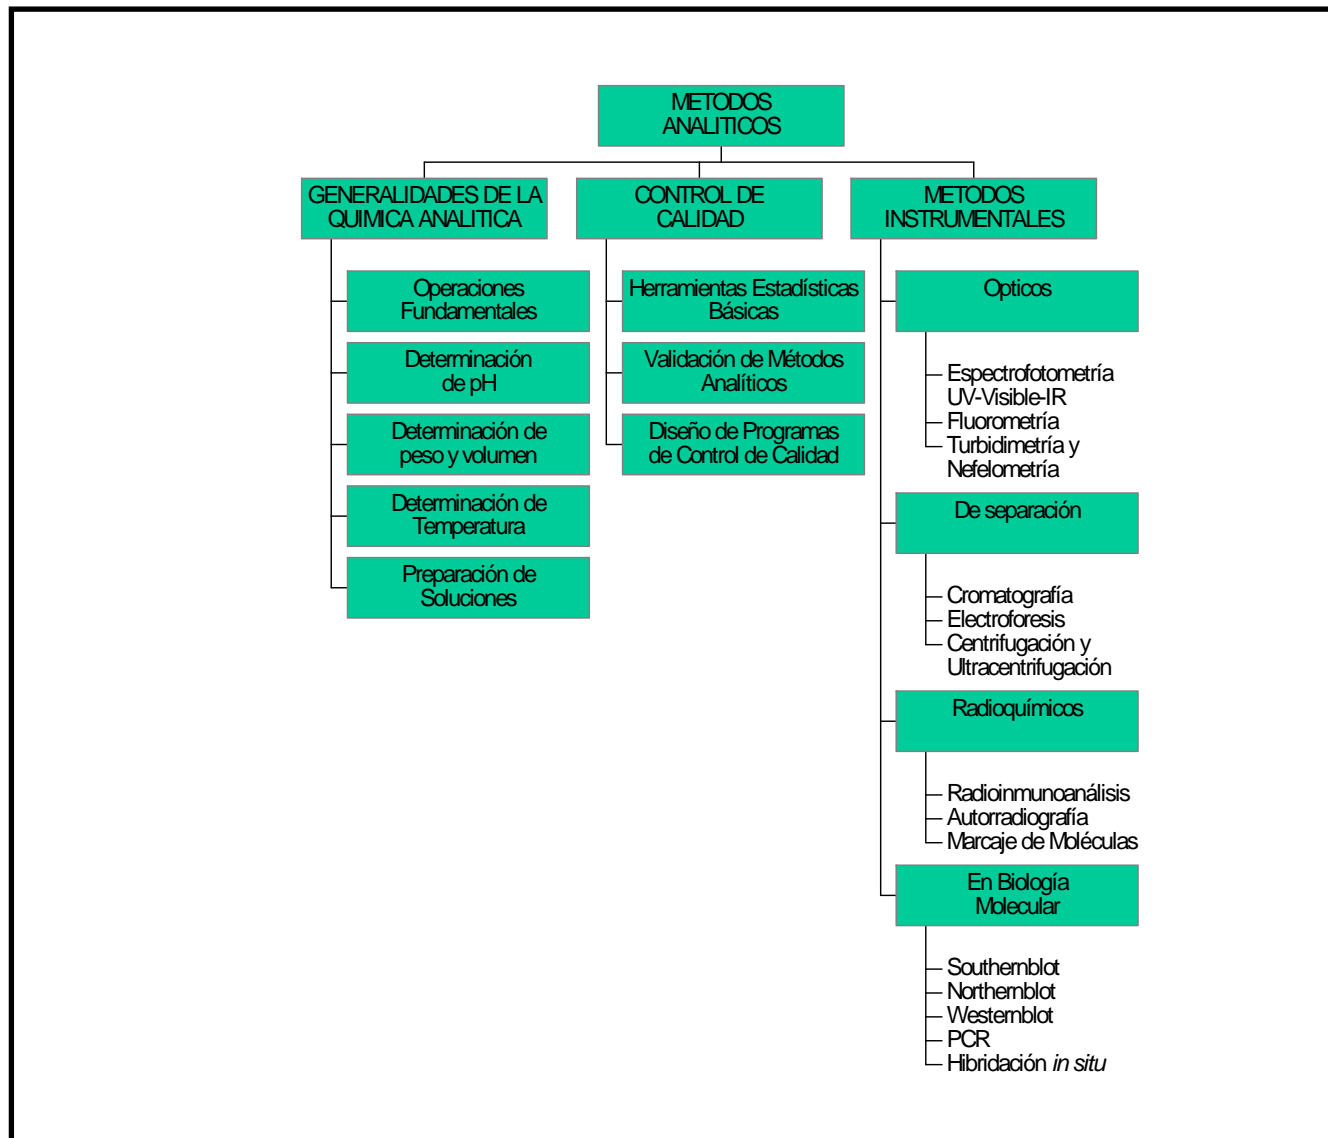 METODOS
ANALITICOS
GENERALIDADES DE LA
QUIMICA ANALITICA
Operaciones
Fundamentales
Determinación
de pH
Determinación de
peso y volumen
Determinación de
Temperatura
Preparación de
Soluciones
CONTROL DE
CALIDAD
Herramientas Estadísticas
Básicas
Validación de Métodos
Analíticos
Diseño de Programas
de Control de Calidad
METODOS
INSTRUMENTALES
Opticos
Espectrofotometría
UV-Visible-IR
Fluorometría
Turbidimetría y
Nefelometría
De separación
Cromatografía
Electroforesis
Centrifugación y
Ultracentrifugación
Radioquímicos
Radioinmunoanálisis
Autorradiografía
Marcaje de Moléculas
En Biología
Molecular
Southernblot
Northernblot
Westernblot
PCR
Hibridación in situ